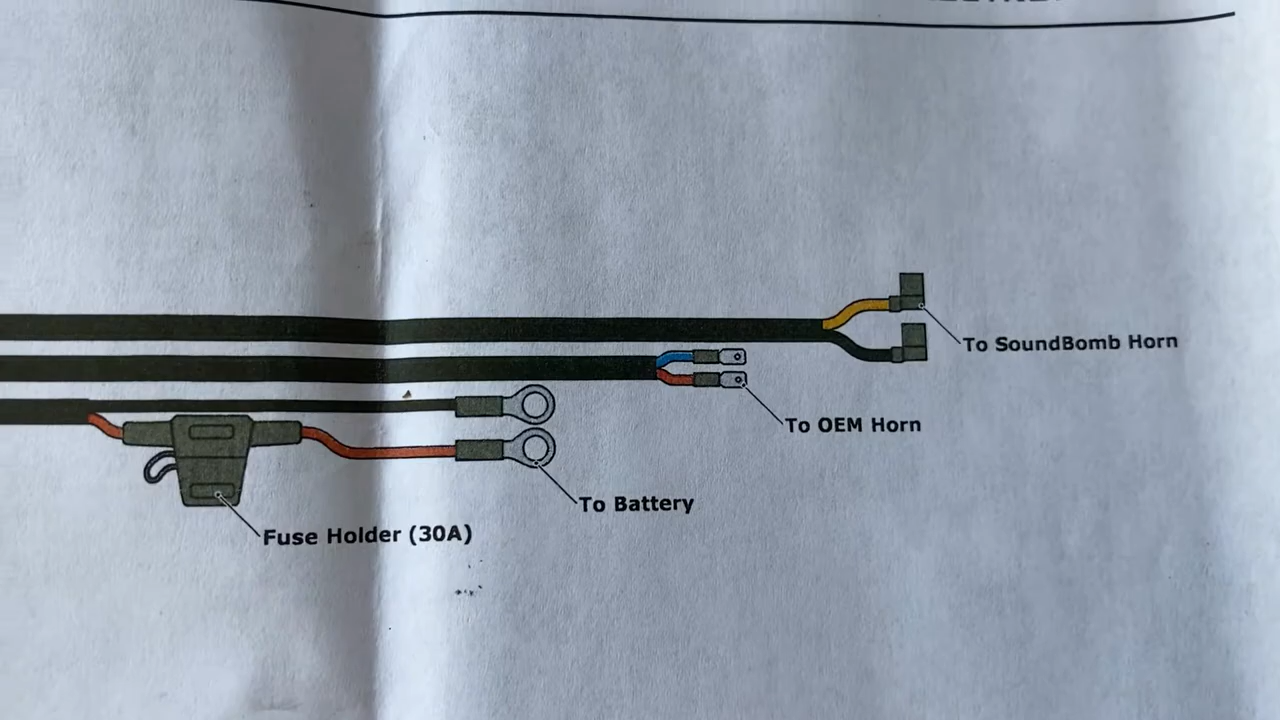 To SoundBomb Horn
To OEM Horn
To Battery
Fuse Holder (30A)